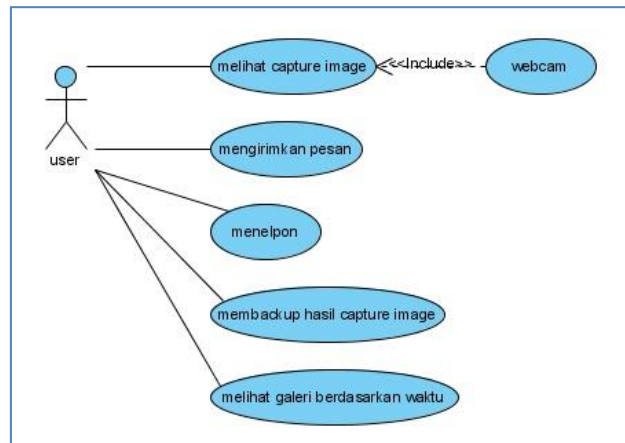 melihat capture image
<<Include>>
webcam
user
mengirimkan pesan
menelpon
membackup hasil capture image
melihat galeri berdasarkan waktu